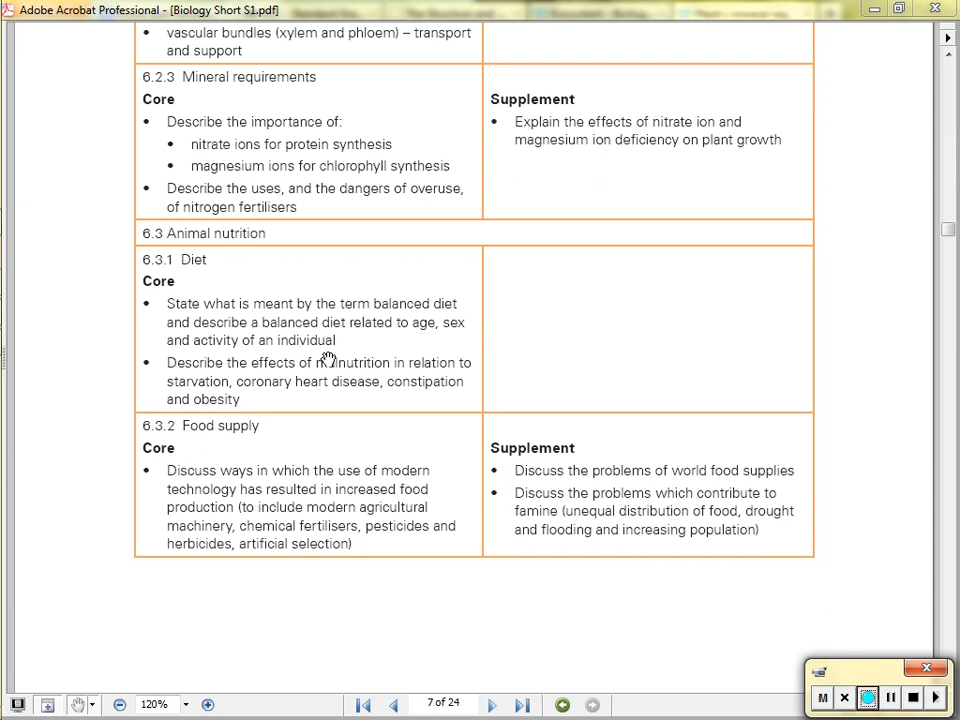 Adobe Acrobat Professional - [Biology Short S1.pdf]
• vascular bundles (xylem and phloem) – transport
and support
6.2.3 Mineral requirements
Core
• Describe the importance of:
• nitrate ions for protein synthesis
• magnesium ions for chlorophyll synthesis
• Describe the uses, and the dangers of overuse,
of nitrogen fertilisers
Supplement
• Explain the effects of nitrate ion and
magnesium ion deficiency on plant growth
6.3 Animal nutrition
6.3.1 Diet
Core
• State what is meant by the term balanced diet
and describe a balanced diet related to age, sex
and activity of an individual
• Describe the effects of malnutrition in relation to
starvation, coronary heart disease, constipation
and obesity
6.3.2 Food supply
Core
• Discuss ways in which the use of modern
technology has resulted in increased food
production (to include modern agricultural
machinery, chemical fertilisers, pesticides and
herbicides, artificial selection)
Supplement
• Discuss the problems of world food supplies
• Discuss the problems which contribute to
famine (unequal distribution of food, drought
and flooding and increasing population)
120%
7 of 24
M